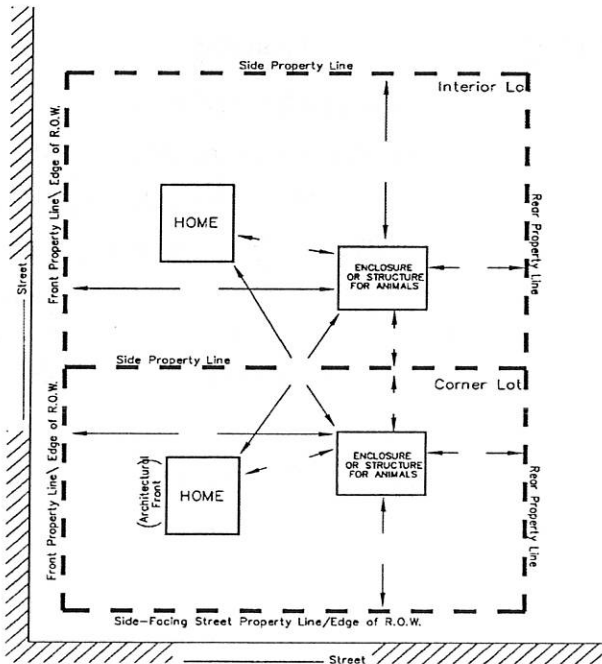 Side Property Line
Interior Lo
Front Property Line\ Edge of R.O.W.
HOME
ENCLOSURE
OR STRUCTURE
FOR ANIMALS
Rear Property Line
Street
Side Property Line
Corner Lot
Front Property Line\ Edge of R.O.W.
(Architectural
Front)
HOME
ENCLOSURE
OR STRUCTURE
FOR ANIMALS
Rear Property Line
Side-Facing Street Property Line/Edge of R.O.W.
Street